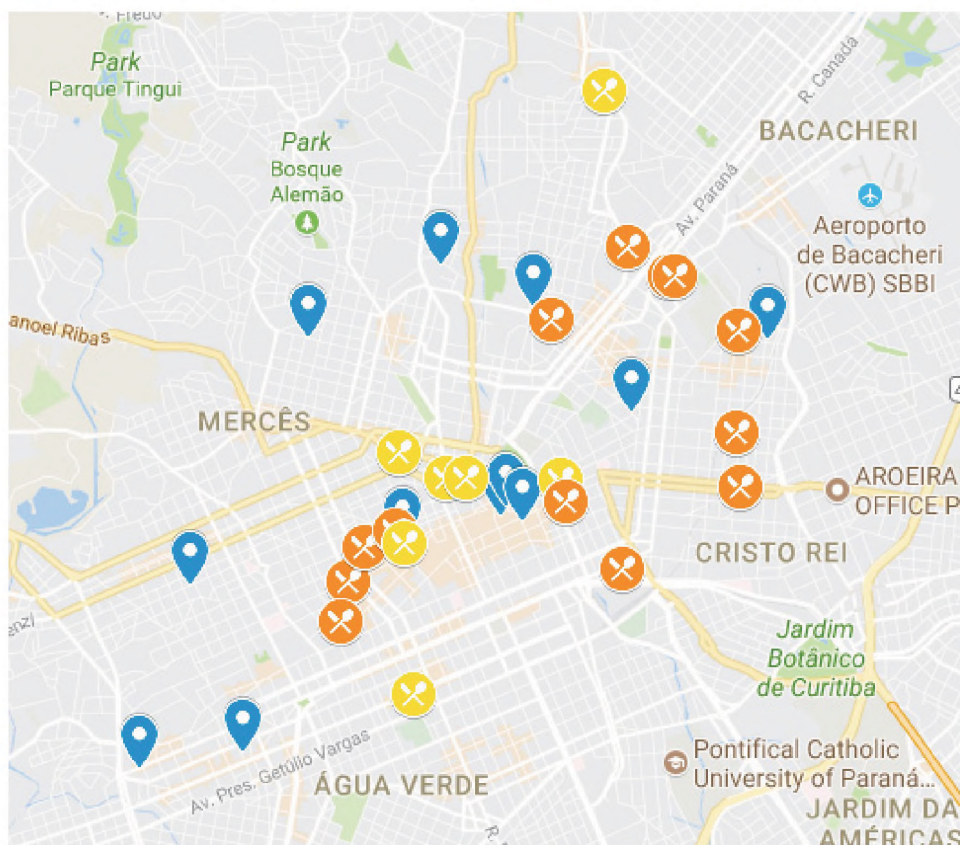 Park
Parque Tingui
Park
Bosque
Alemão
R. Canadá
BACACHERI
Av. Paraná
Aeroporto
de Bacacheri
(CWB) SBBI
anoel Ribas
MERCÊS
AROEIRA
OFFICE P
CRISTO REI
enzi
Jardim
Botânico
de Curitiba
Av. Pres. Getúlio Vargas
ÁGUA VERDE
Pontifical Catholic
University of Paraná...
JARDIM DA
AMÉRICAS
R.